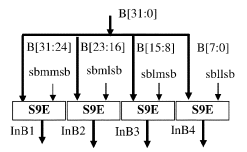 B[31:0]
B[31:24] B[23:16] B[15:8] B[7:0]
sbmmsb sbmlsb sblmsb sbllsb
S9E S9E S9E S9E
InB1 InB2 InB3 InB4